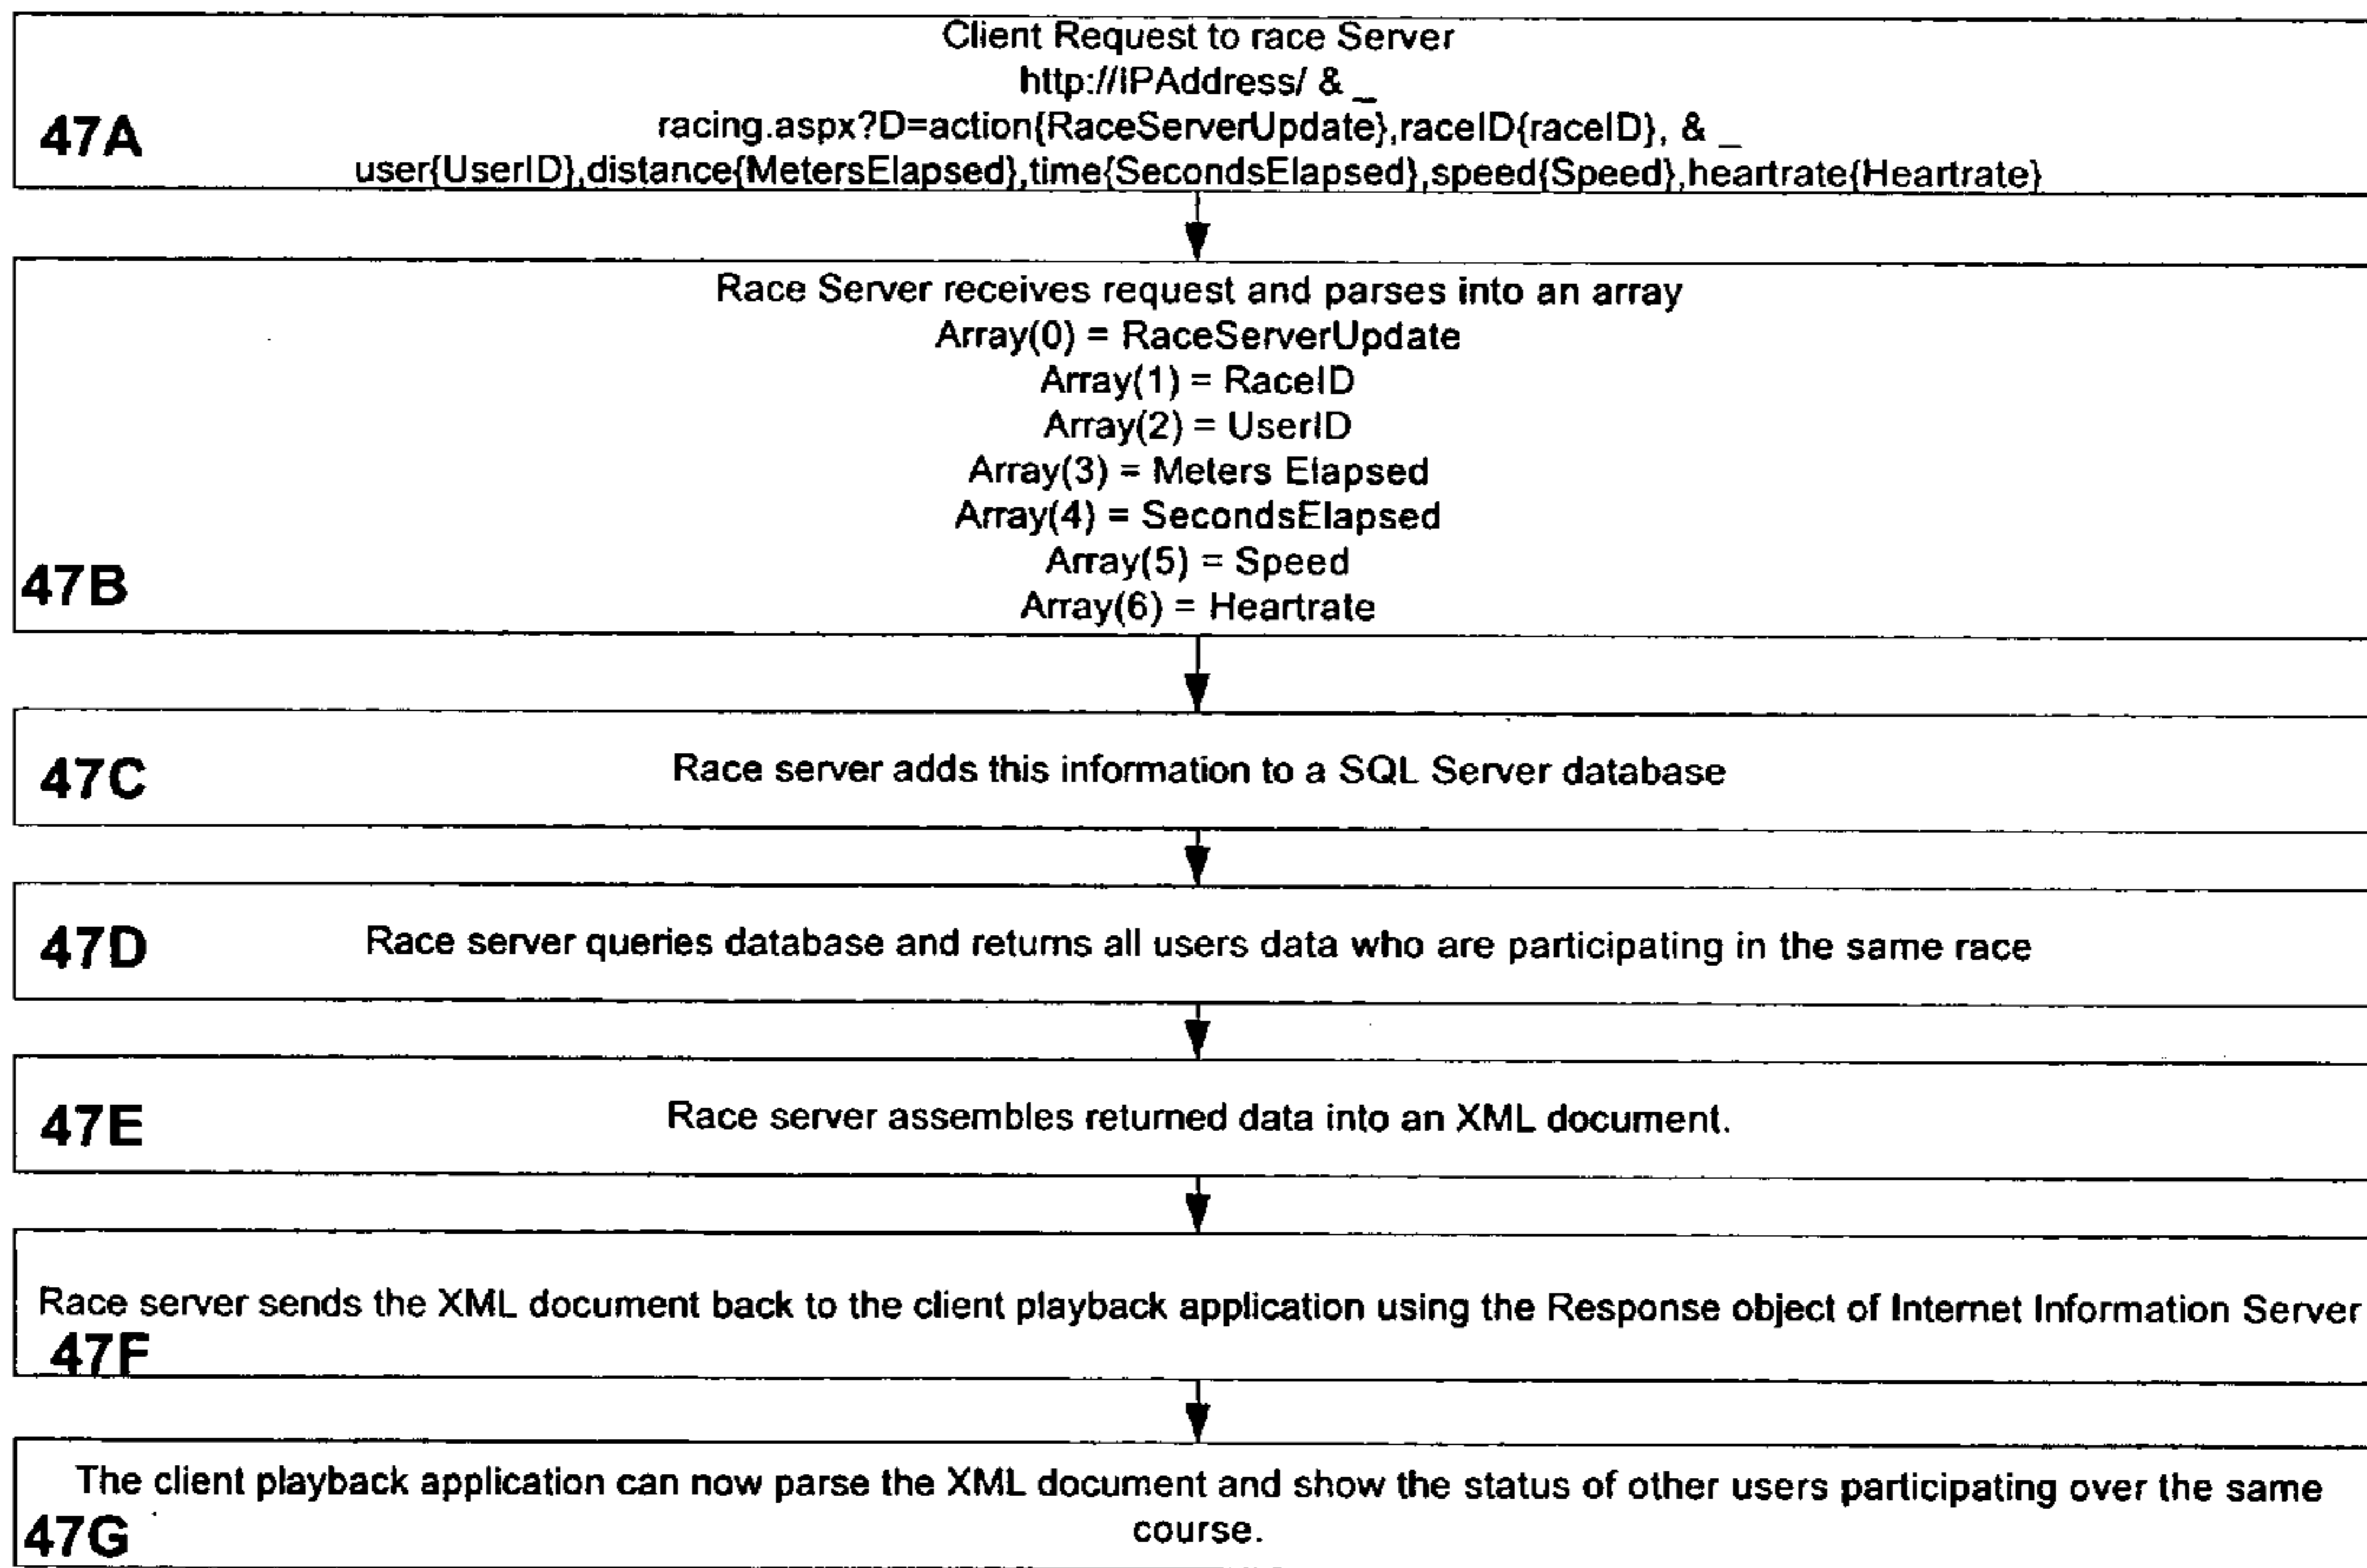 Client Request to race Server
http://IPAddress/ & _
47A
racing.aspx?D=action{RaceServerUpdate},raceID{raceID}, & _
user{UserID},distance{MetersElapsed},time{SecondsElapsed},speed{Speed},heartrate{Heartrate}
Race Server receives request and parses into an array
Array(0) = RaceServerUpdate
Array(1) = RaceID
Array(2) = UserID
Array(3) = Meters Elapsed
Array(4) = SecondsElapsed
Array(5) = Speed
47B
Array(6) = Heartrate
47C
Race server adds this information to a SQL Server database
47D
Race server queries database and returns all users data who are participating in the same race
47E
Race server assembles returned data into an XML document.
Race server sends the XML document back to the client playback application using the Response object of Internet Information Server
47F
The client playback application can now parse the XML document and show the status of other users participating over the same
47G
course.